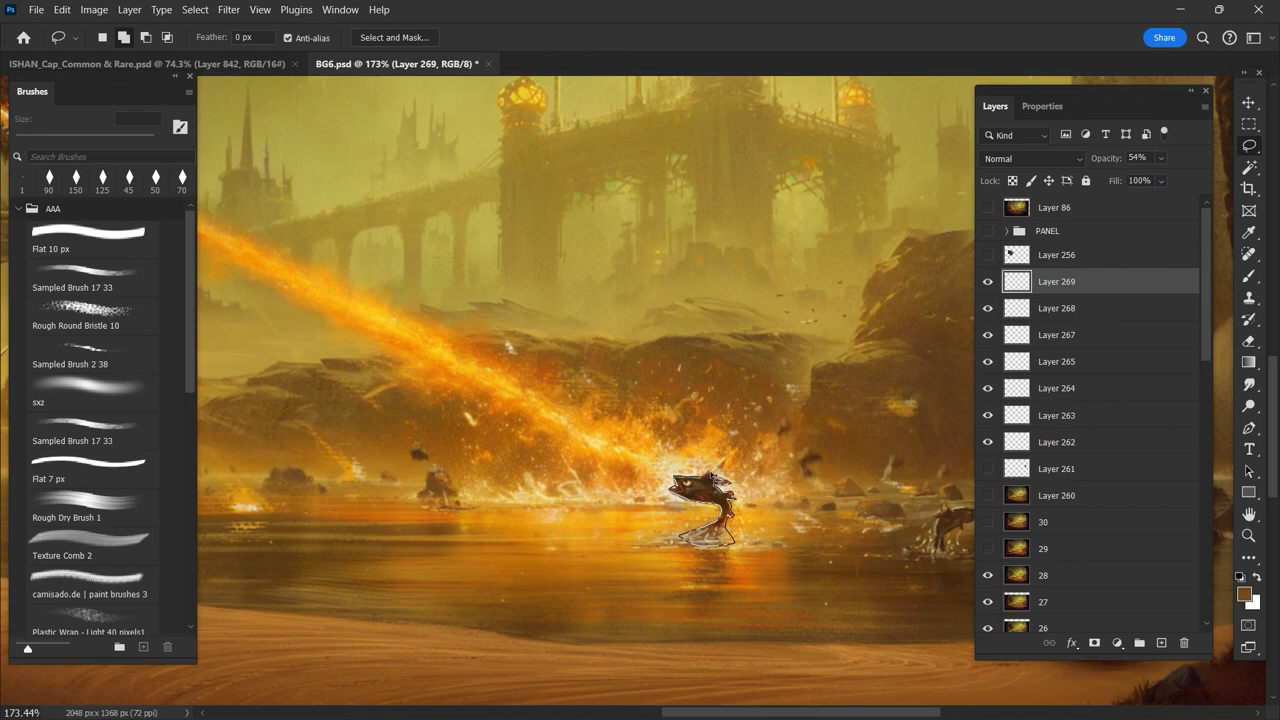 Ps File Edit Image Layer Type Select Filter View Plugins Window Help
Feather: 0 px Anti-alias Select and Mask... Share
ISHAN_Cap_Common & Rare.psd @ 74.3% (Layer 842, RGB/16#) × BG6.psd @ 173% (Layer 269, RGB/8) * ×
Brushes
Size:
Search Brushes
1 90 150 125 45 50 70
AAA
Flat 10 px
Sampled Brush 17 33
Rough Round Bristle 10
Sampled Brush 2 38
sxz
Sampled Brush 17 33
Flat 7 px
Rough Dry Brush 1
Texture Comb 2
camisado.de | paint brushes 3
Plastic Wrap - Light 40 pixels1
Layers Properties
Kind
Normal Opacity: 54%
Lock: Fill: 100%
Layer 86
PANEL
Layer 256
Layer 269
Layer 268
Layer 267
Layer 265
Layer 264
Layer 263
Layer 262
Layer 261
Layer 260
30
29
28
27
26
173.44% 2048 px x 1368 px (72 ppi)